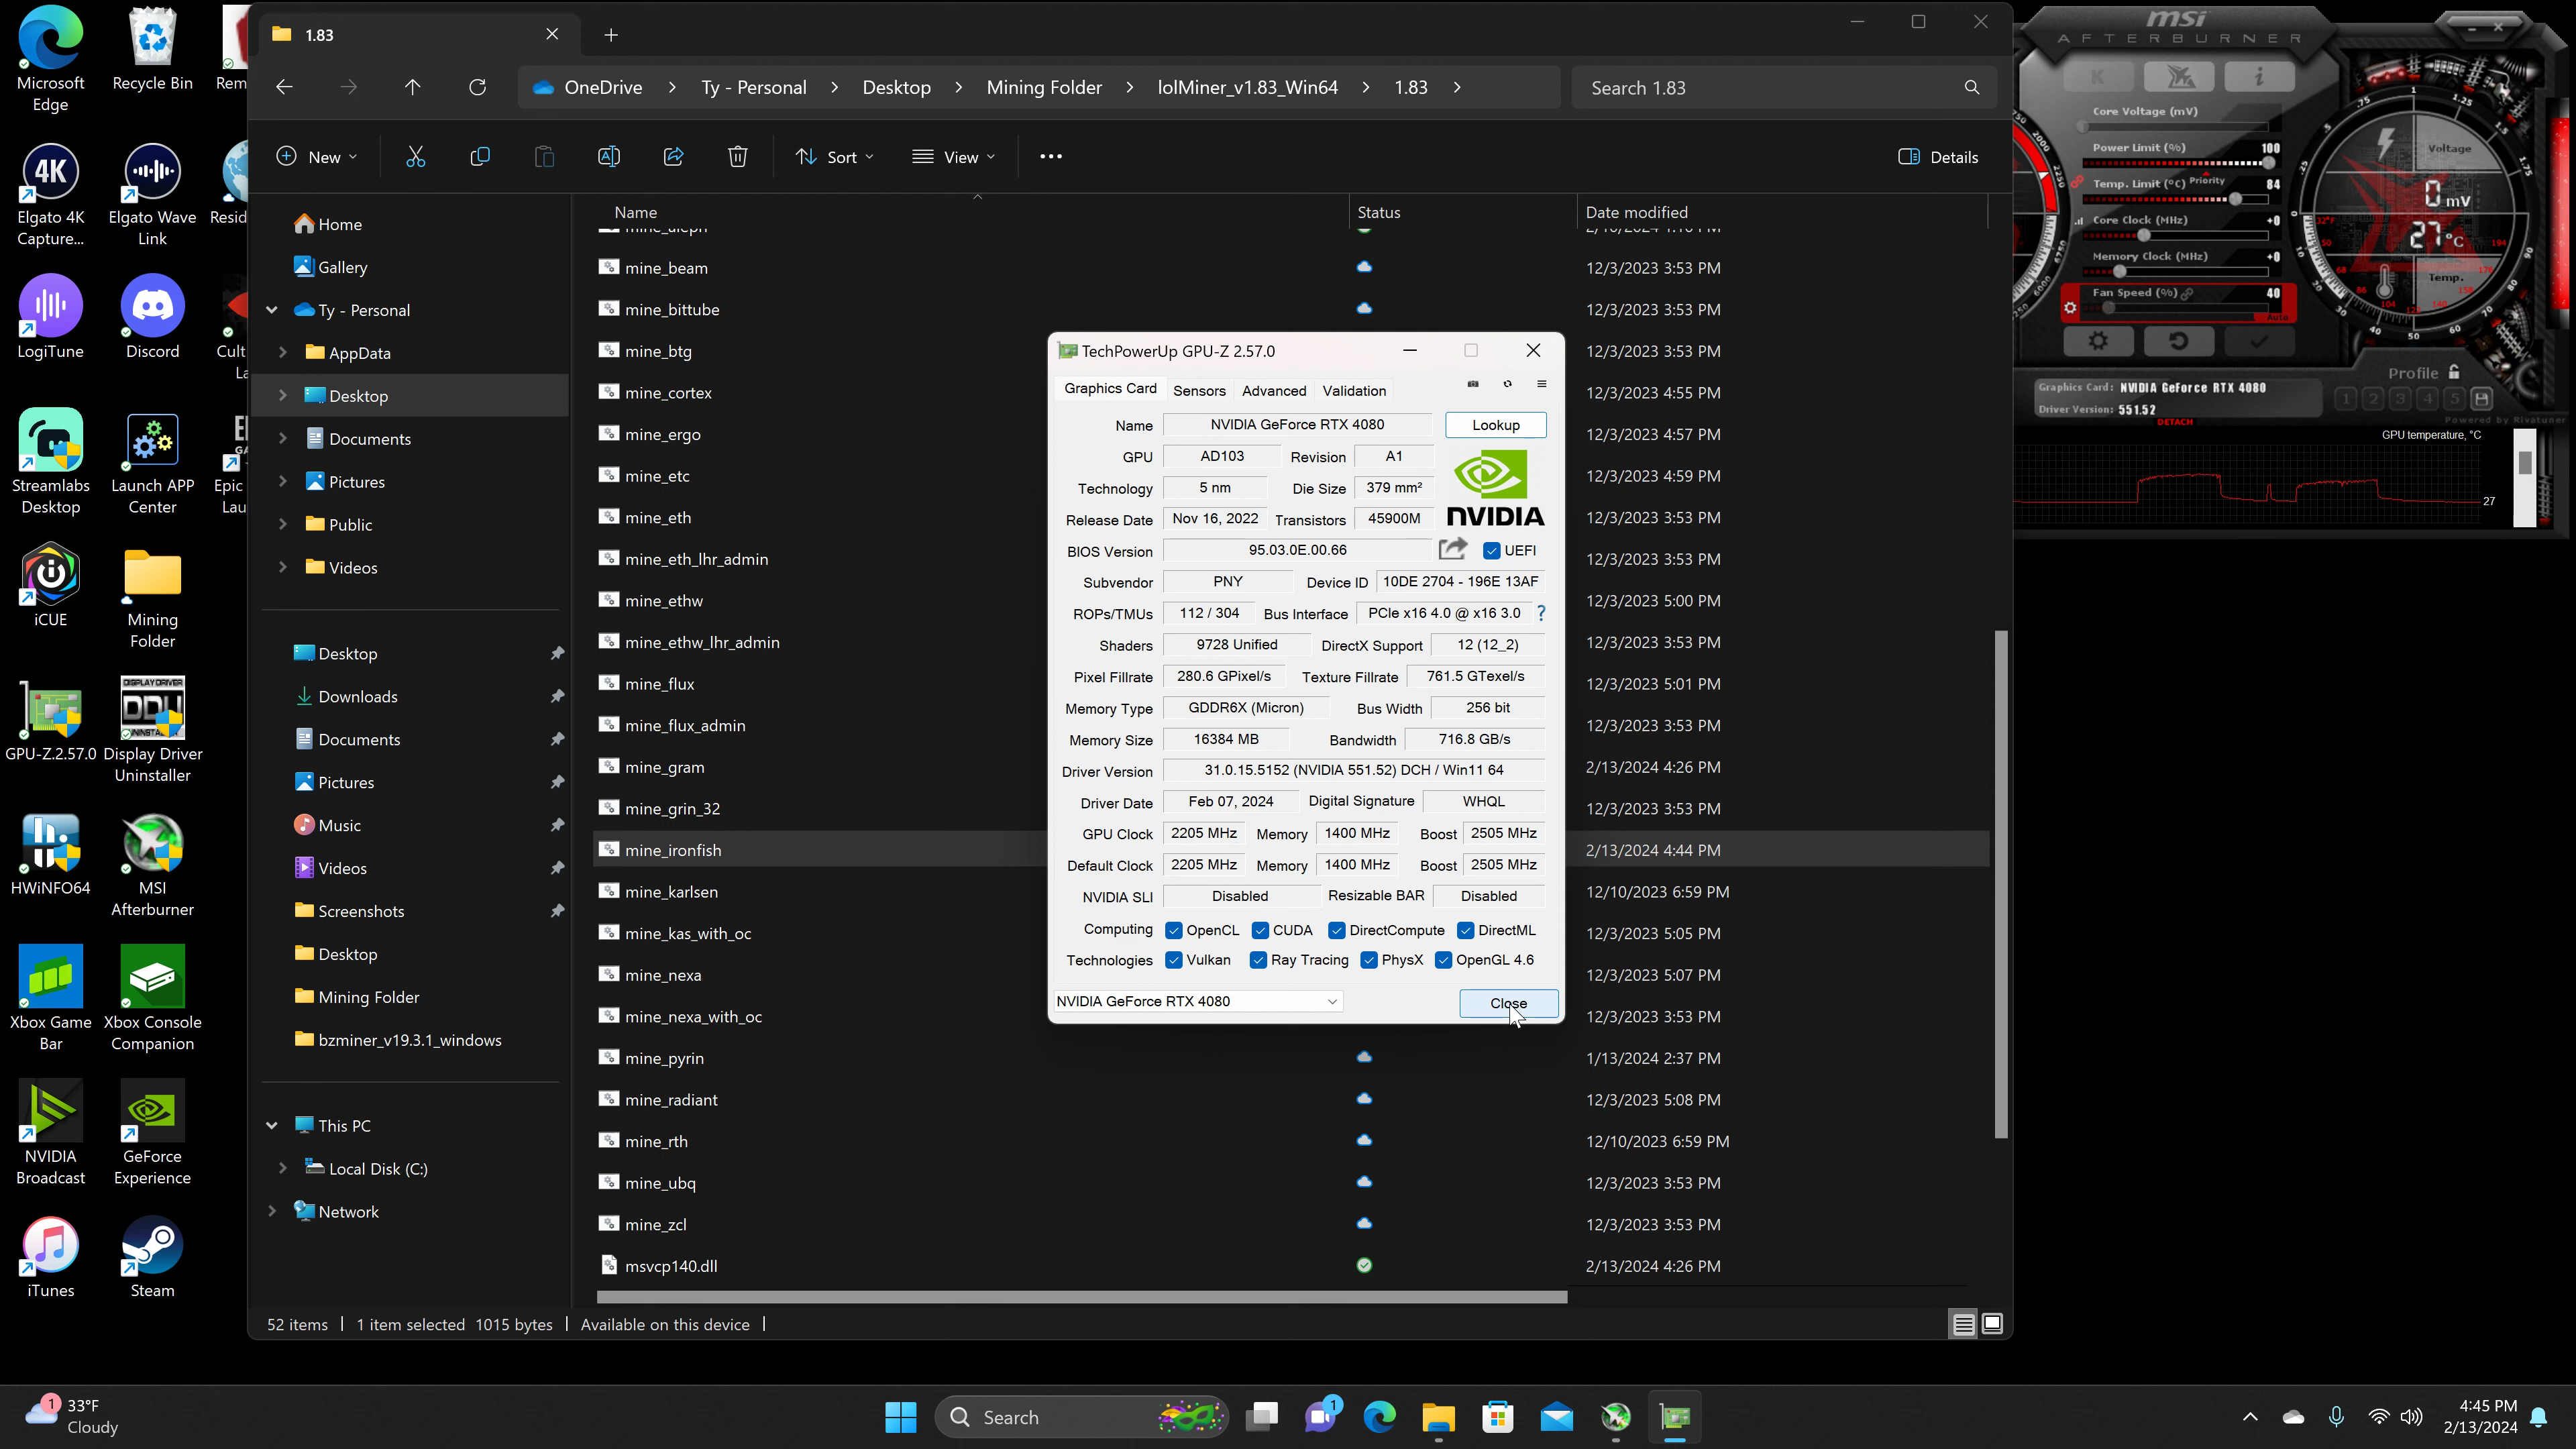 Microsoft
Edge
Recycle Bin
Rem
Elgato 4K
Capture...
Elgato Wave
Link
Resid
LogiTune
Discord
Cult
La
Streamlabs
Desktop
Launch APP
Center
Epic
Lau
iCUE
Mining
Folder
GPU-Z.2.57.0
Display Driver
Uninstaller
HWiNFO64
MSI
Afterburner
Xbox Game
Bar
Xbox Console
Companion
NVIDIA
Broadcast
GeForce
Experience
iTunes
Steam
1.83
OneDrive
Ty - Personal
Desktop
Mining Folder
lolMiner_v1.83_Win64
1.83
Search 1.83
New
Sort
View
Details
Home
Gallery
Ty - Personal
AppData
Desktop
Documents
Pictures
Public
Videos
Desktop
Downloads
Documents
Pictures
Music
Videos
Screenshots
Desktop
Mining Folder
bzminer_v19.3.1_windows
This PC
Local Disk (C:)
Network
Name Status Date modified
mine_beam 12/3/2023 3:53 PM
mine_bittube 12/3/2023 3:53 PM
mine_btg 12/3/2023 3:53 PM
mine_cortex 12/3/2023 4:55 PM
mine_ergo 12/3/2023 4:57 PM
mine_etc 12/3/2023 4:59 PM
mine_eth 12/3/2023 3:53 PM
mine_eth_lhr_admin 12/3/2023 3:53 PM
mine_ethw 12/3/2023 5:00 PM
mine_ethw_lhr_admin 12/3/2023 3:53 PM
mine_flux 12/3/2023 5:01 PM
mine_flux_admin 12/3/2023 3:53 PM
mine_gram 2/13/2024 4:26 PM
mine_grin_32 12/3/2023 3:53 PM
mine_ironfish 2/13/2024 4:44 PM
mine_karlsen 12/10/2023 6:59 PM
mine_kas_with_oc 12/3/2023 5:05 PM
mine_nexa 12/3/2023 5:07 PM
mine_nexa_with_oc 12/3/2023 3:53 PM
mine_pyrin 1/13/2024 2:37 PM
mine_radiant 12/3/2023 5:08 PM
mine_rth 12/10/2023 6:59 PM
mine_ubq 12/3/2023 3:53 PM
mine_zcl 12/3/2023 3:53 PM
msvcp140.dll 2/13/2024 4:26 PM
52 items 1 item selected 1015 bytes Available on this device
TechPowerUp GPU-Z 2.57.0
Graphics Card Sensors Advanced Validation
Name NVIDIA GeForce RTX 4080 Lookup
GPU AD103 Revision A1
Technology 5 nm Die Size 379 mm²
Release Date Nov 16, 2022 Transistors 45900M
NVIDIA
BIOS Version 95.03.0E.00.66 UEFI
Subvendor PNY Device ID 10DE 2704 - 196E 13AF
ROPs/TMUs 112 / 304 Bus Interface PCIe x16 4.0 @ x16 3.0 ?
Shaders 9728 Unified DirectX Support 12 (12_2)
Pixel Fillrate 280.6 GPixel/s Texture Fillrate 761.5 GTexel/s
Memory Type GDDR6X (Micron) Bus Width 256 bit
Memory Size 16384 MB Bandwidth 716.8 GB/s
Driver Version 31.0.15.5152 (NVIDIA 551.52) DCH / Win11 64
Driver Date Feb 07, 2024 Digital Signature WHQL
GPU Clock 2205 MHz Memory 1400 MHz Boost 2505 MHz
Default Clock 2205 MHz Memory 1400 MHz Boost 2505 MHz
NVIDIA SLI Disabled Resizable BAR Disabled
Computing OpenCL CUDA DirectCompute DirectML
Technologies Vulkan Ray Tracing PhysX OpenGL 4.6
NVIDIA GeForce RTX 4080 Close
msi
AFTERBURNER
Core Voltage (mV)
Power Limit (%) 100
Temp. Limit (°C) Priority 84
Core Clock (MHz) +0
Memory Clock (MHz) +0
Fan Speed (%) 40
Auto
Voltage
0 mV
27 °C
Temp.
Profile
1 2 3 4 5
Graphics Card: NVIDIA GeForce RTX 4080
Driver Version: 551.52
DETACH
Powered by Rivatuner
GPU temperature, °C
27
1
33°F
Cloudy
Search
1
4:45 PM
2/13/2024